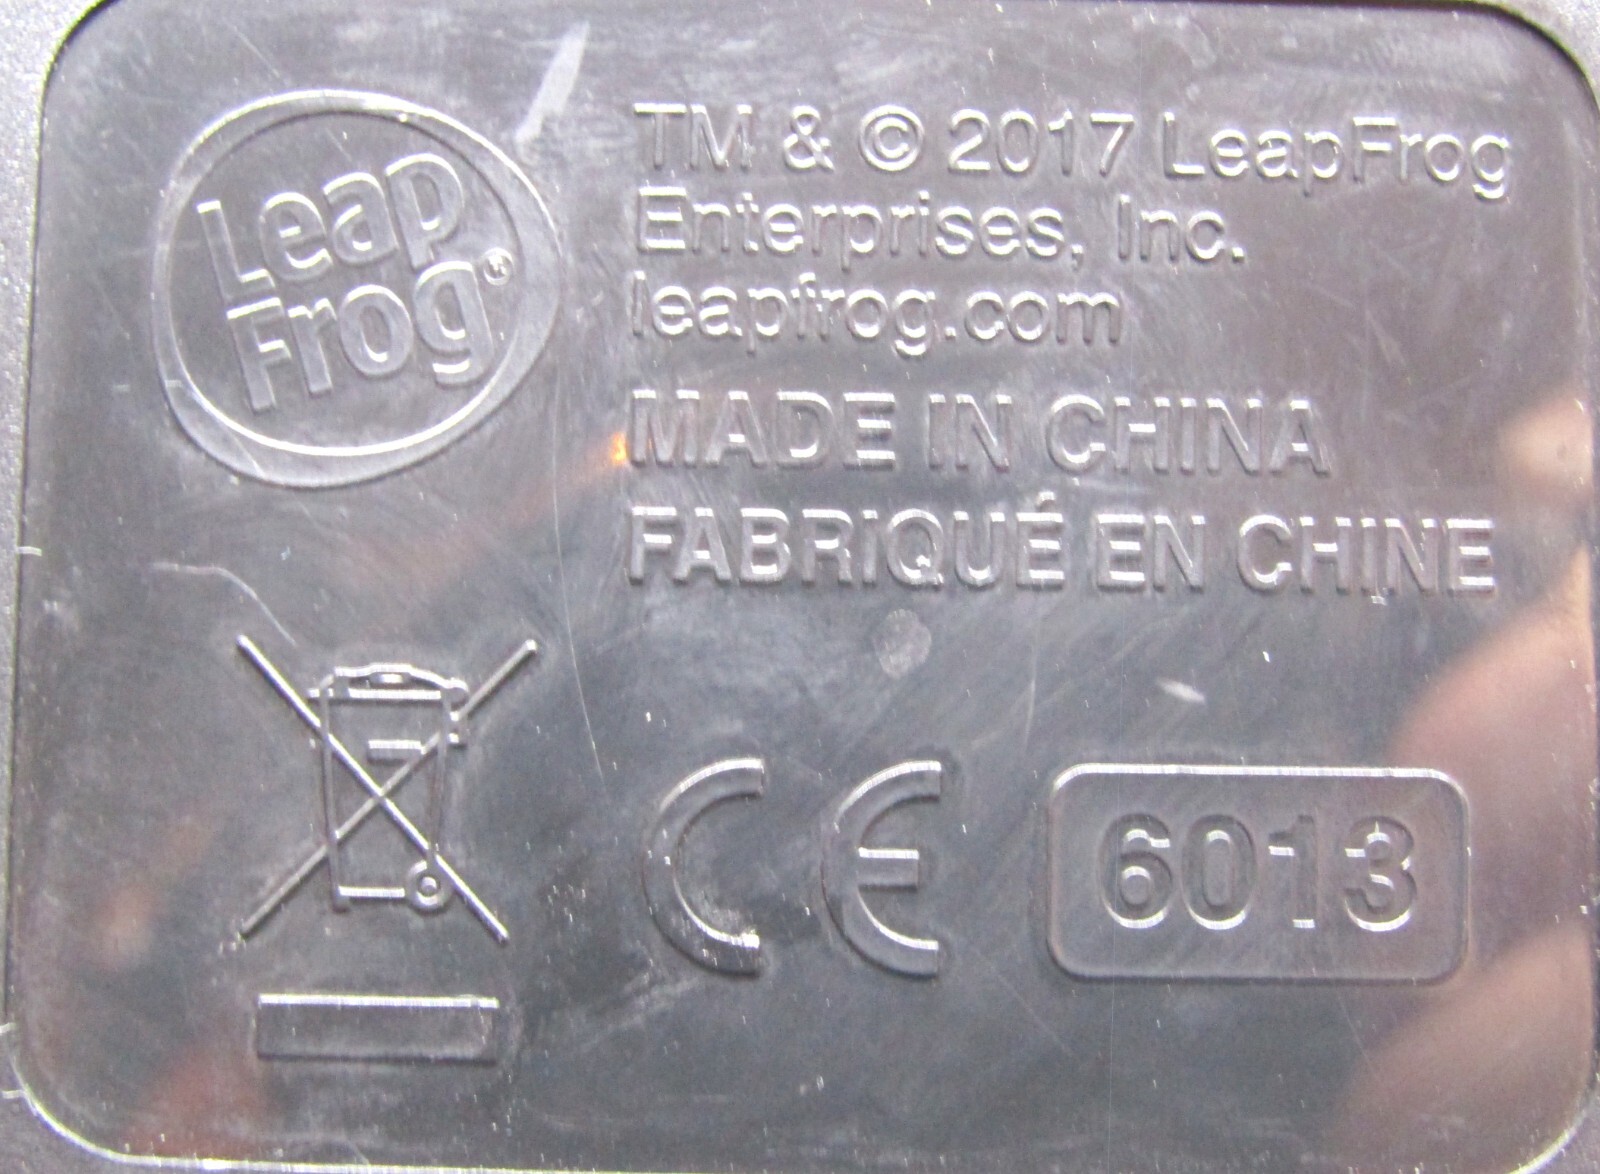 Leap
Frog®
TM & © 2017 LeapFrog
Enterprises, Inc.
leapfrog.com
MADE IN CHINA
FABRIQUÉ EN CHINE
CE
6013